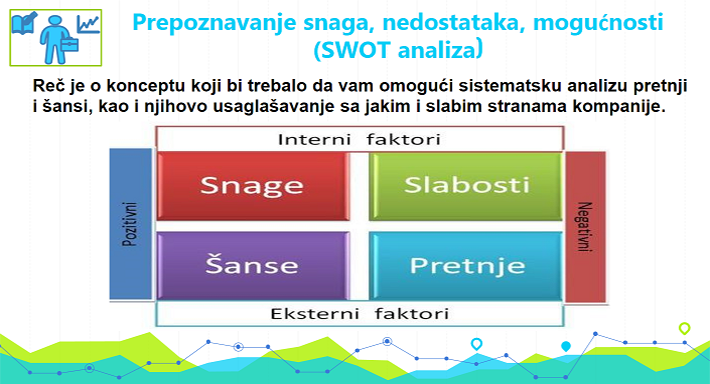 Prepoznavanje snaga, nedostataka, mogućnosti
(SWOT analiza)
Reč je o konceptu koji bi trebalo da vam omogući sistematsku analizu pretnji
i šansi, kao i njihovo usaglašavanje sa jakim i slabim stranama kompanije.
Interni faktori
Pozitivni
Snage
Slabosti
Negativni
Šanse
Pretnje
Eksterni faktori